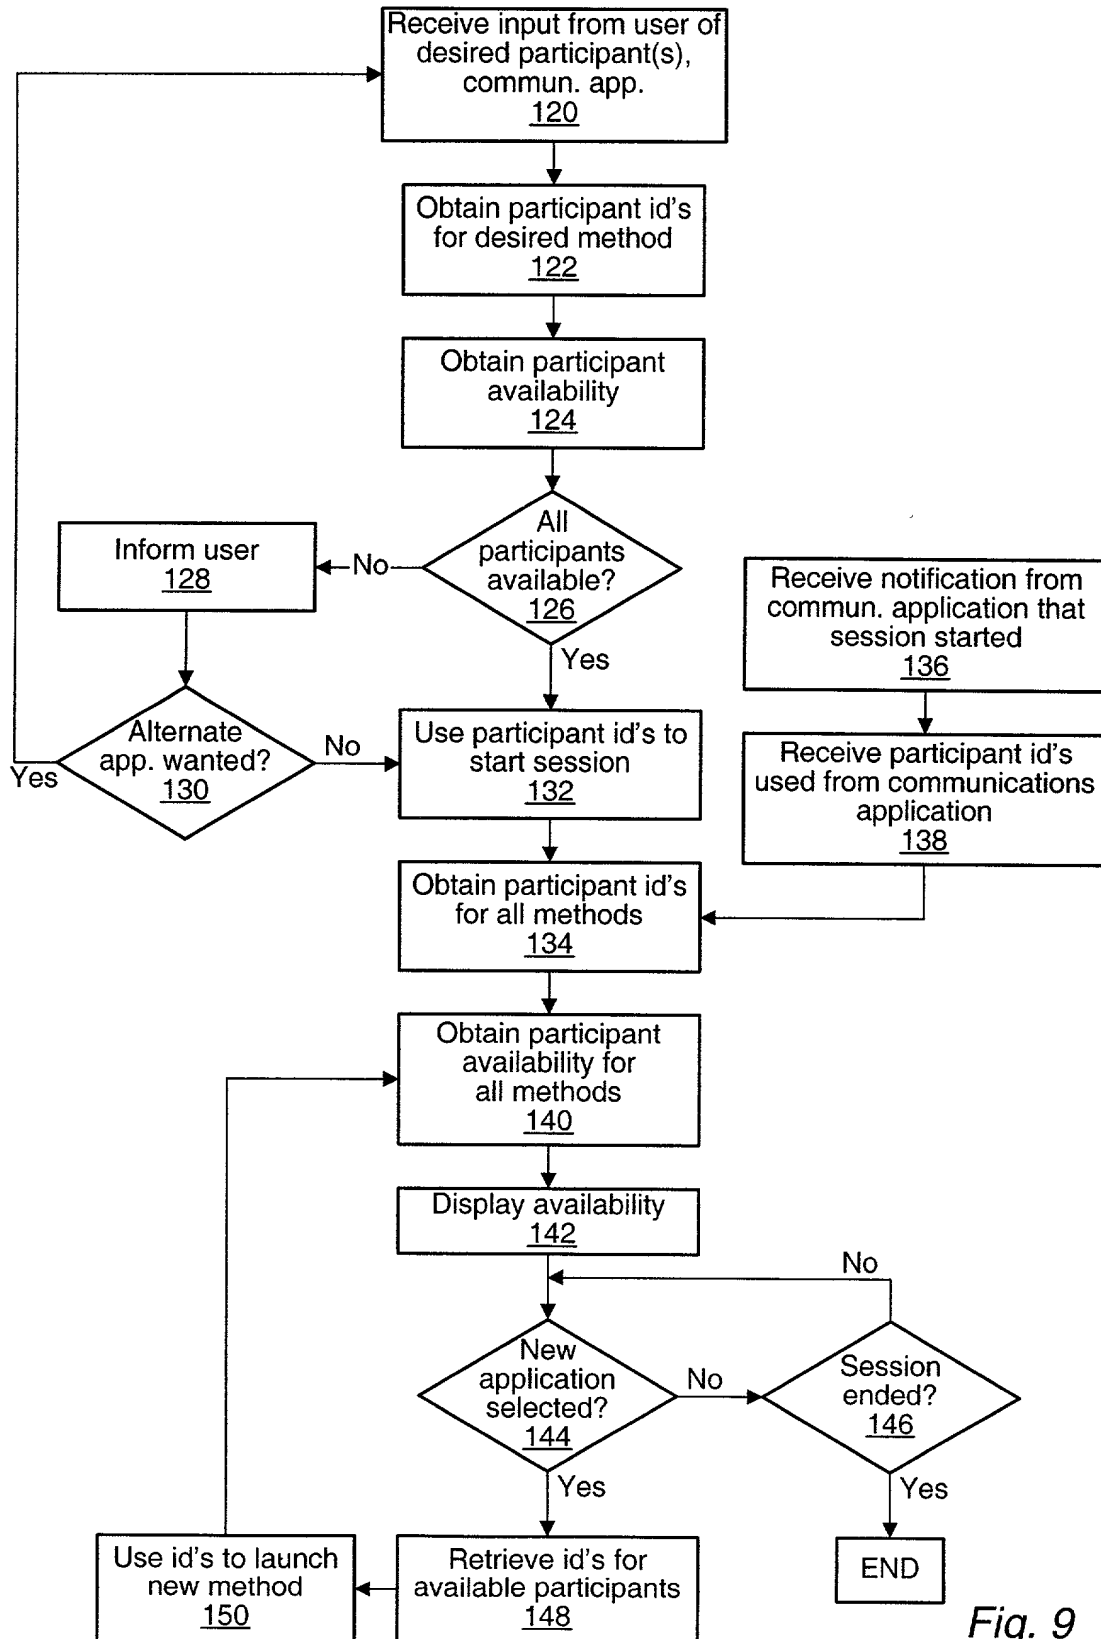 Receive input from user of
desired participant(s),
commun. app.
120
Obtain participant id's
for desired method
122
Obtain participant
availability
124
All
participants
available?
126
No
Yes
Inform user
128
Alternate
app. wanted?
130
Yes
No
Use participant id's to
start session
132
Receive notification from
commun. application that
session started
136
Receive participant id's
used from communications
application
138
Obtain participant id's
for all methods
134
Obtain participant
availability for
all methods
140
Display availability
142
No
New
application
selected?
144
No
Session
ended?
146
Yes
Yes
Use id's to launch
new method
150
Retrieve id's for
available participants
148
END
Fig. 9